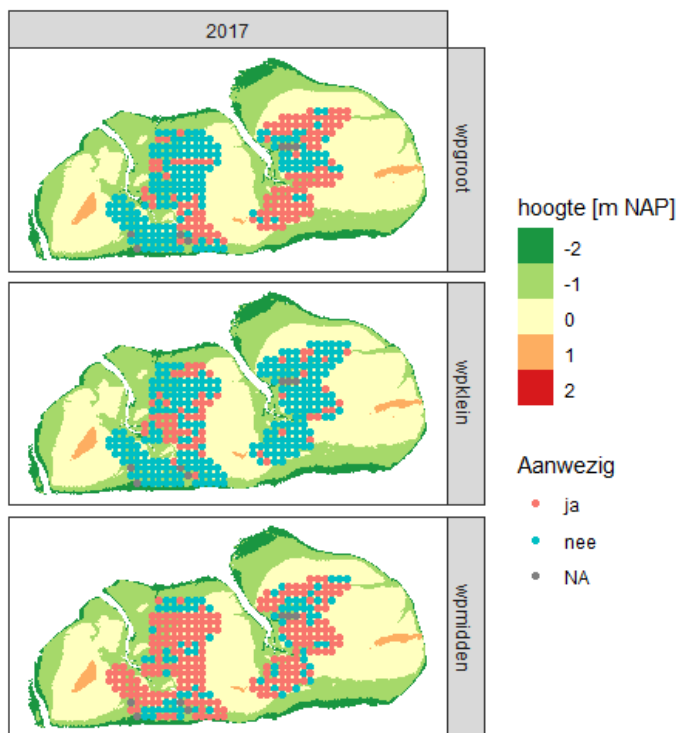 2017
wpgroot
wpklein
wpmidden
hoogte [m NAP]
-2
-1
0
1
2
Aanwezig
ja
nee
NA